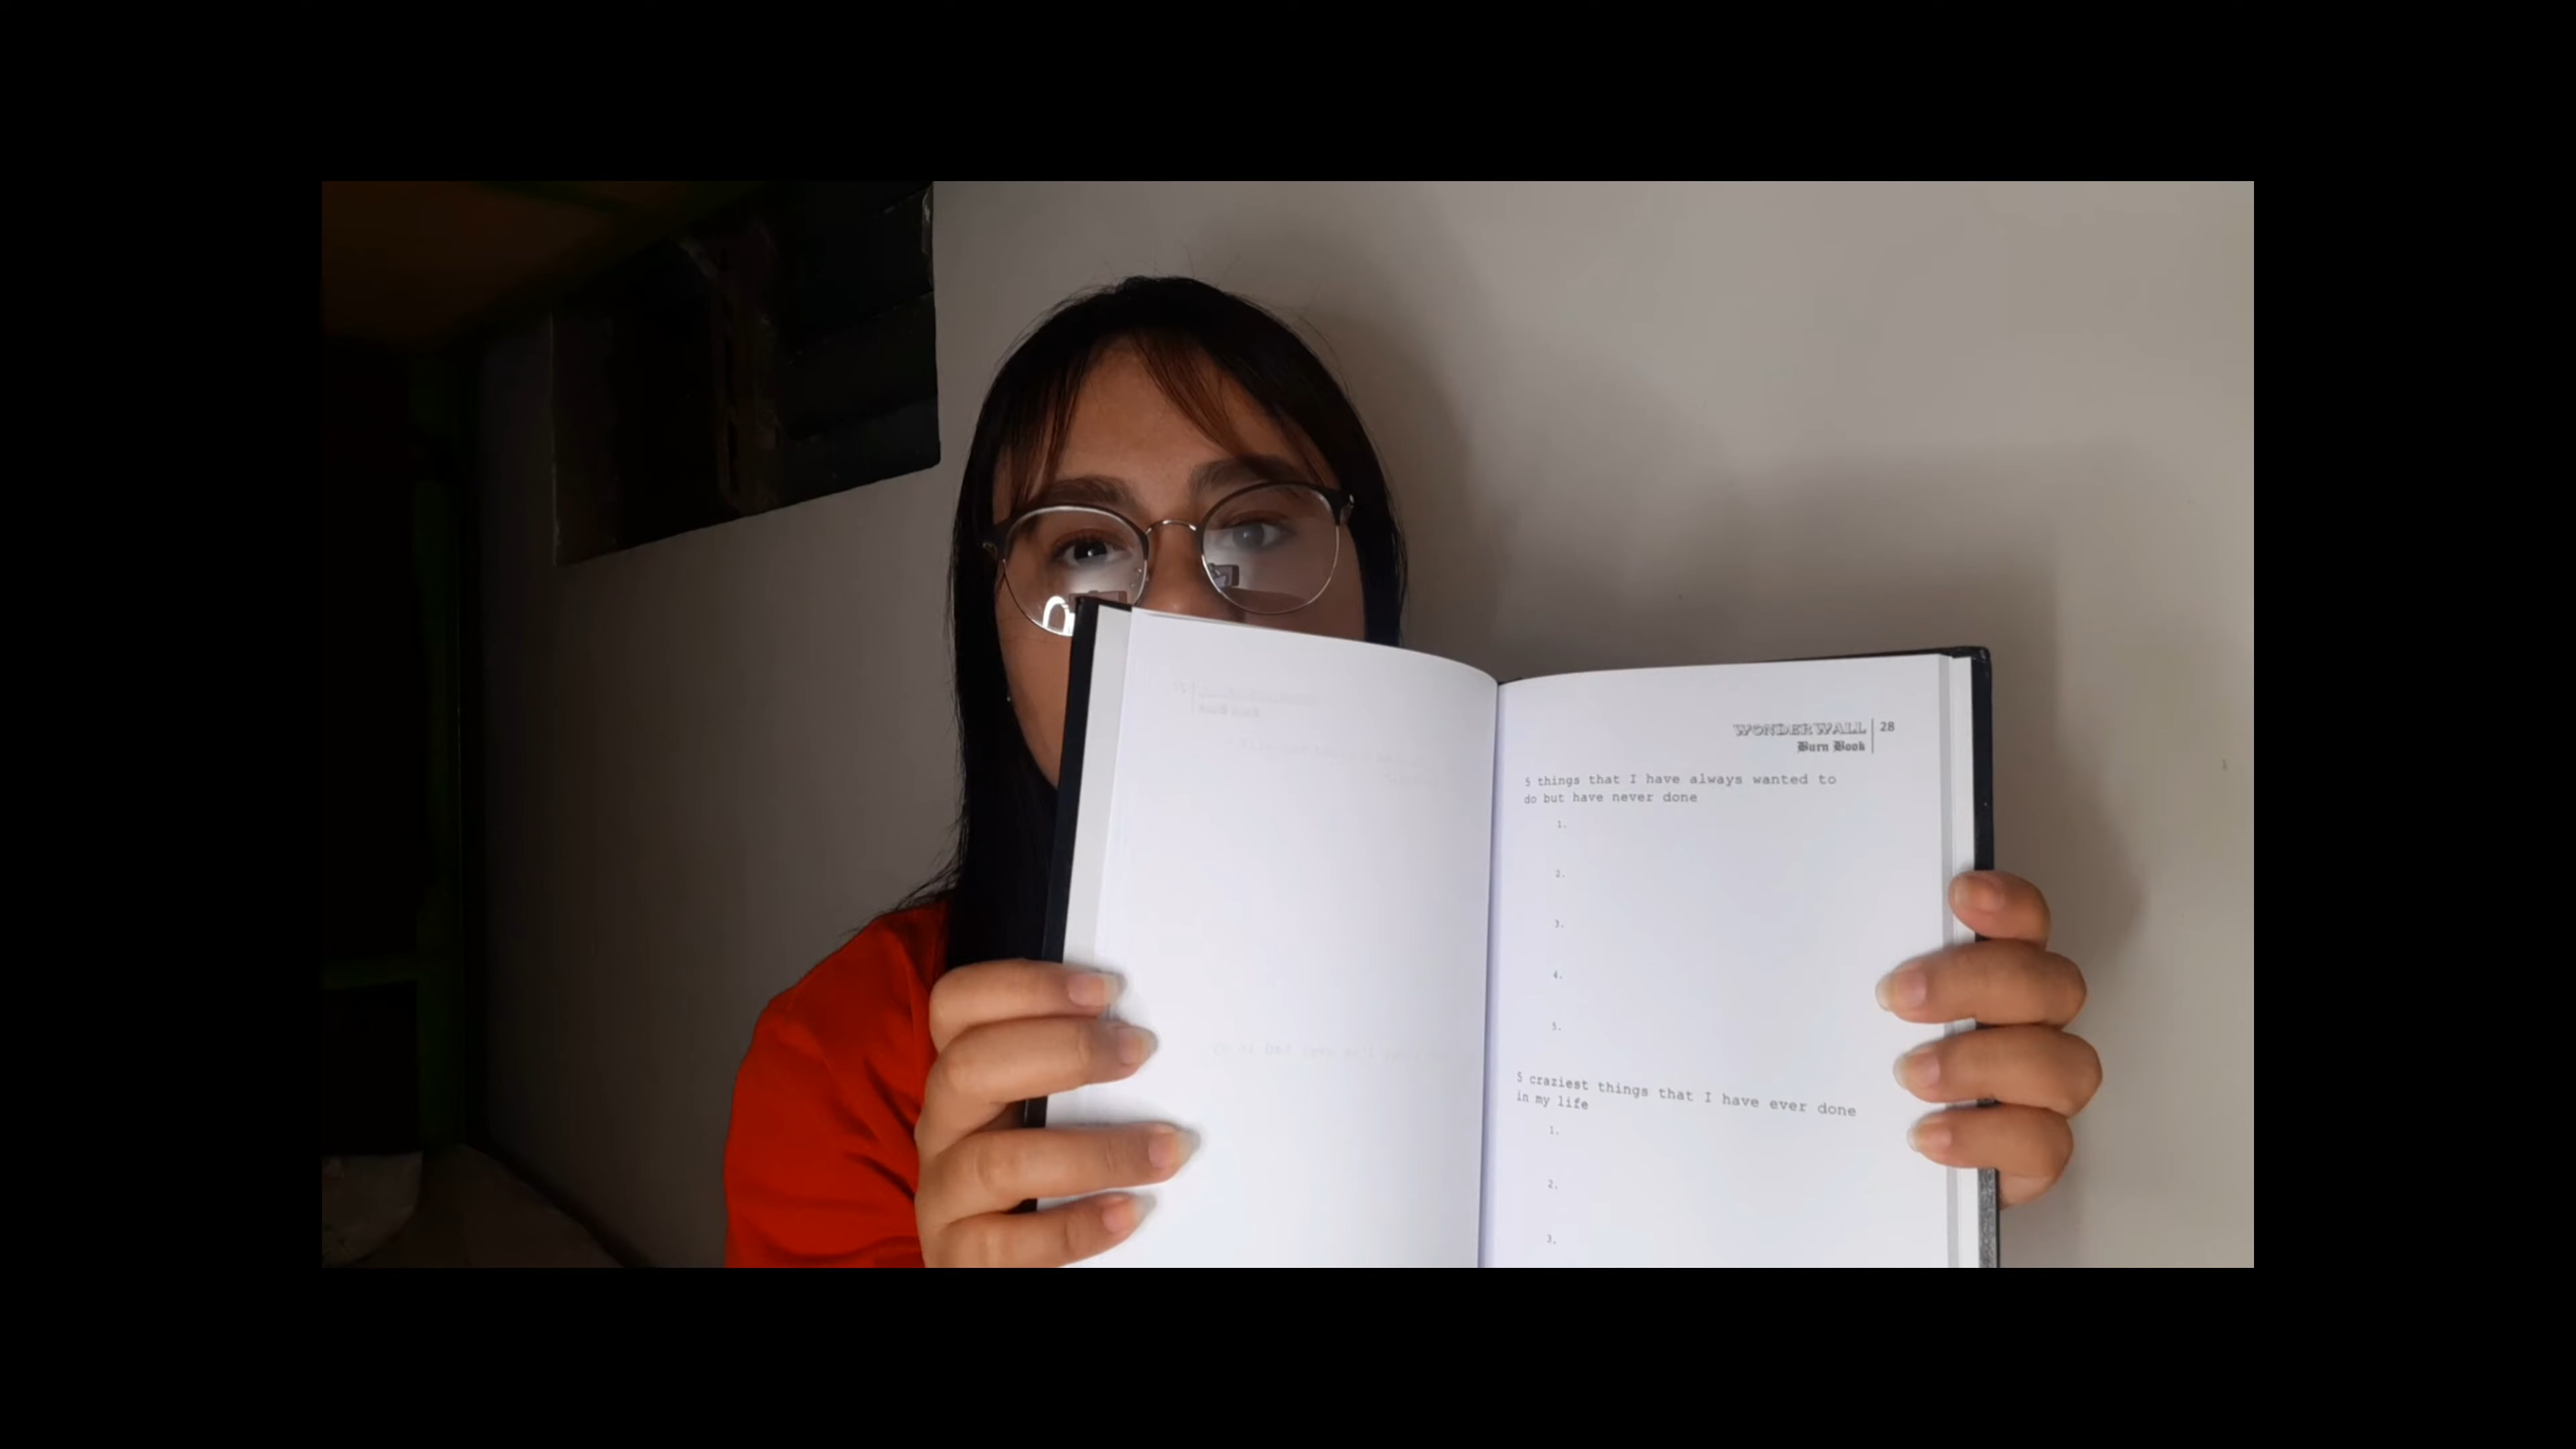 WONDERWALL 28
Burn Book
5 things that I have always wanted to
do but have never done
1.
2.
3.
4.
5.
5 craziest things that I have ever done
in my life
1.
2.
3.